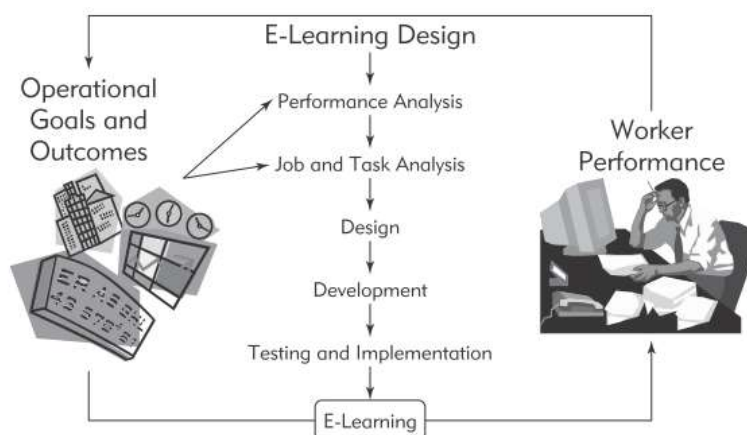 E-Learning Design
Operational
Goals and
Outcomes
Performance Analysis
Job and Task Analysis
Design
Development
Testing and Implementation
E-Learning
Worker
Performance